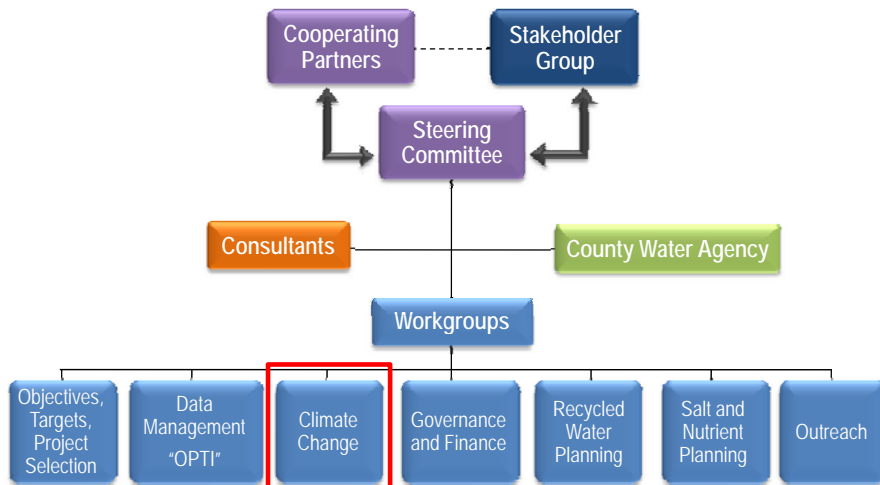 Cooperating
Partners
Stakeholder
Group
Steering
Committee
Consultants
County Water Agency
Workgroups
Objectives,
Targets,
Project
Selection
Data
Management
“OPTI”
Climate
Change
Governance
and Finance
Recycled
Water
Planning
Salt and
Nutrient
Planning
Outreach